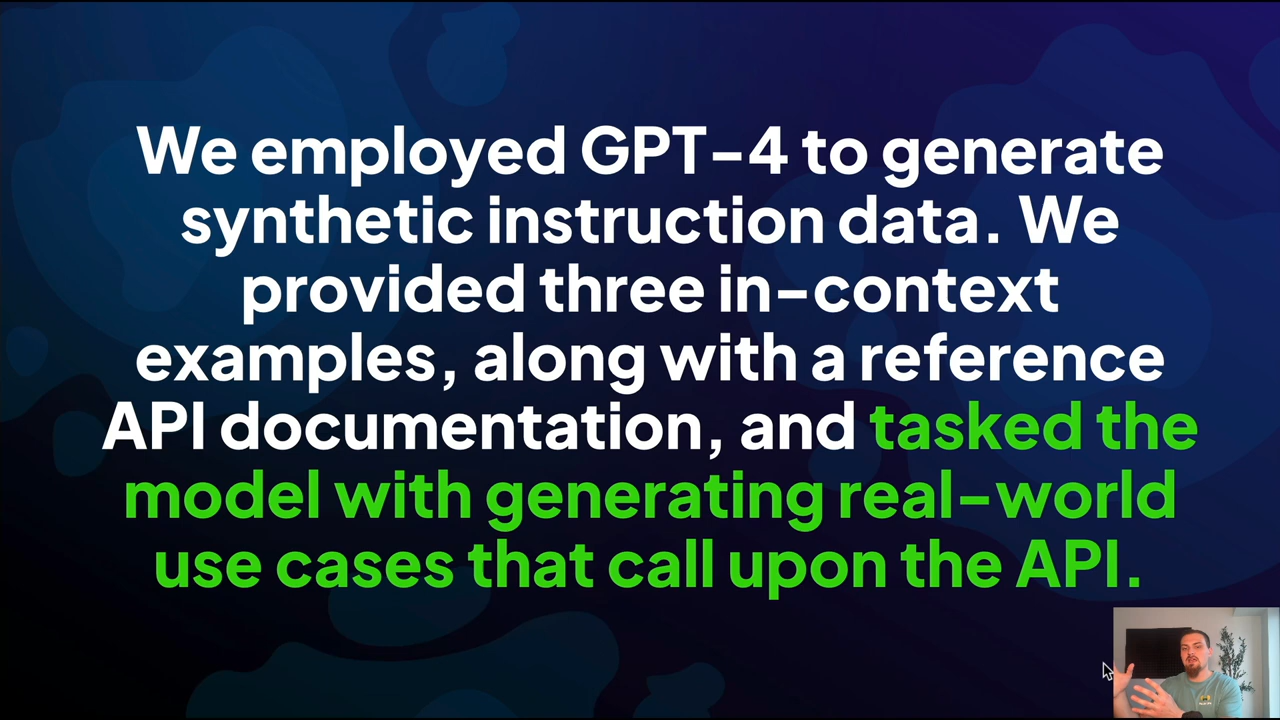 We employed GPT-4 to generate
synthetic instruction data. We
provided three in-context
examples, along with a reference
API documentation, and tasked the
model with generating real-world
use cases that call upon the API.